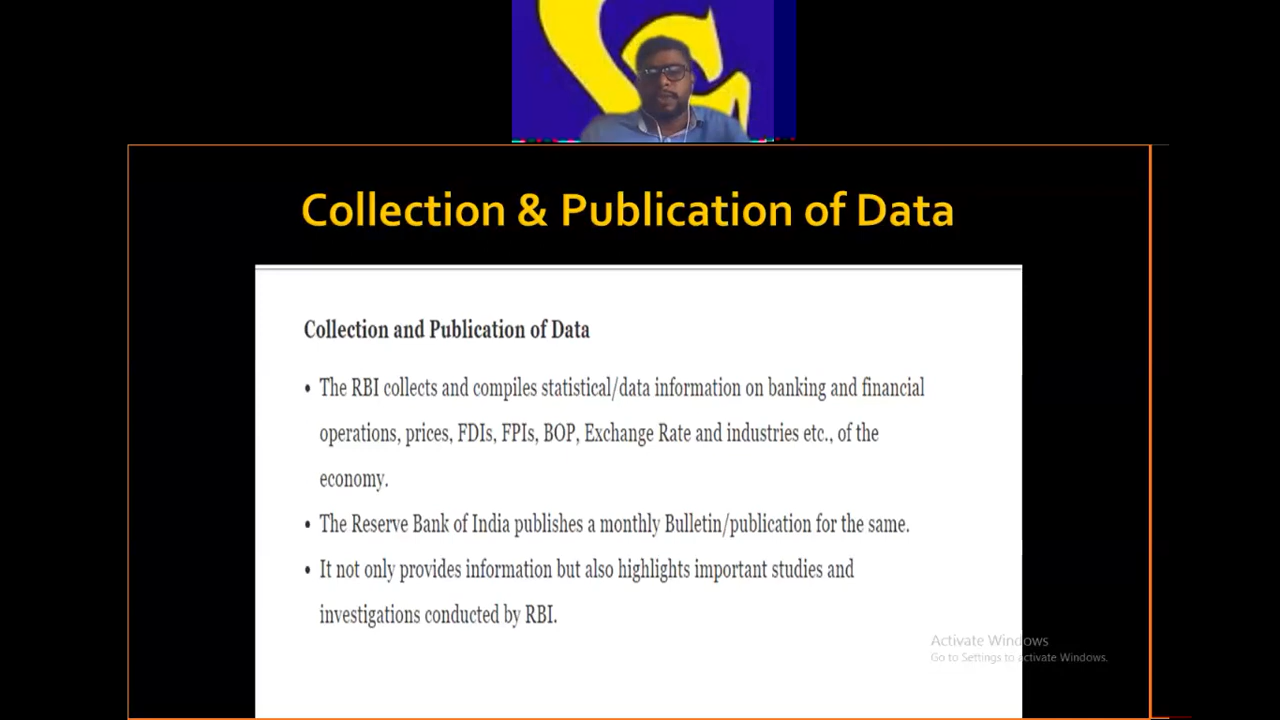 Collection & Publication of Data
Collection and Publication of Data
• The RBI collects and compiles statistical/data information on banking and financial
operations, prices, FDIs, FPIs, BOP, Exchange Rate and industries etc., of the
economy.
• The Reserve Bank of India publishes a monthly Bulletin/publication for the same.
• It not only provides information but also highlights important studies and
investigations conducted by RBI.
Activate Windows
Go to Settings to activate Windows.